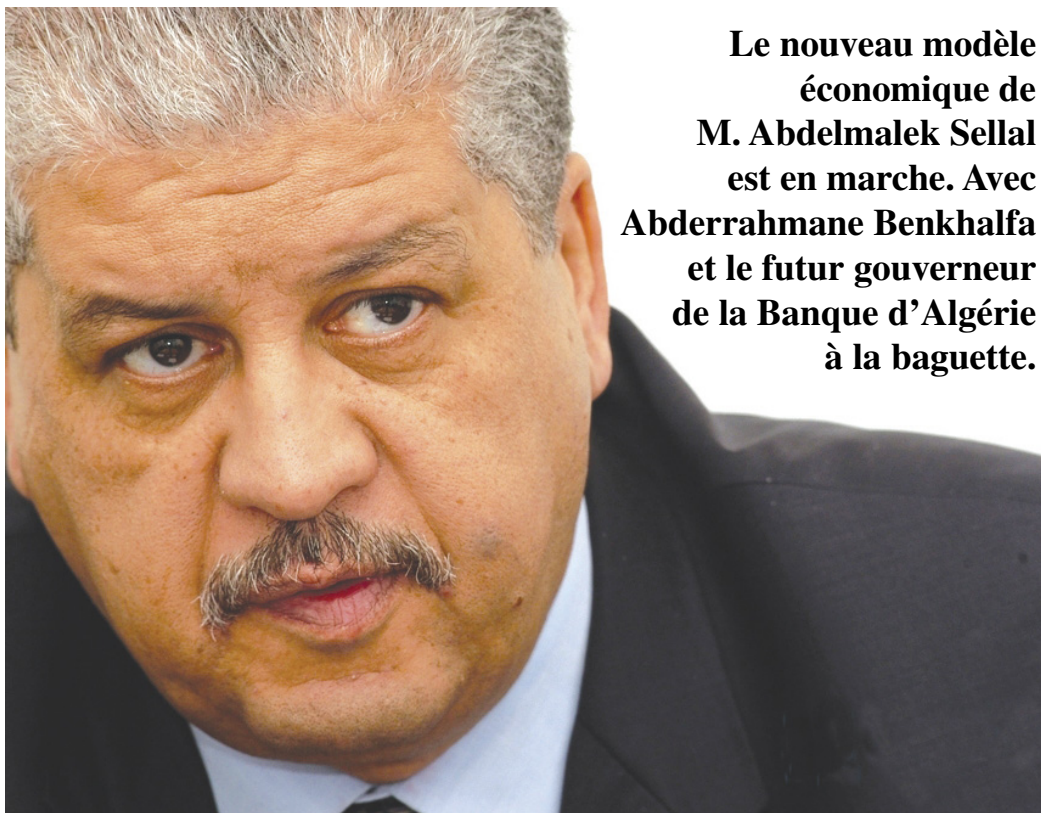 Le nouveau modèle
économique de
M. Abdelmalek Sellal
est en marche. Avec
Abderrahmane Benkhalfa
et le futur gouverneur
de la Banque d’Algérie
à la baguette.